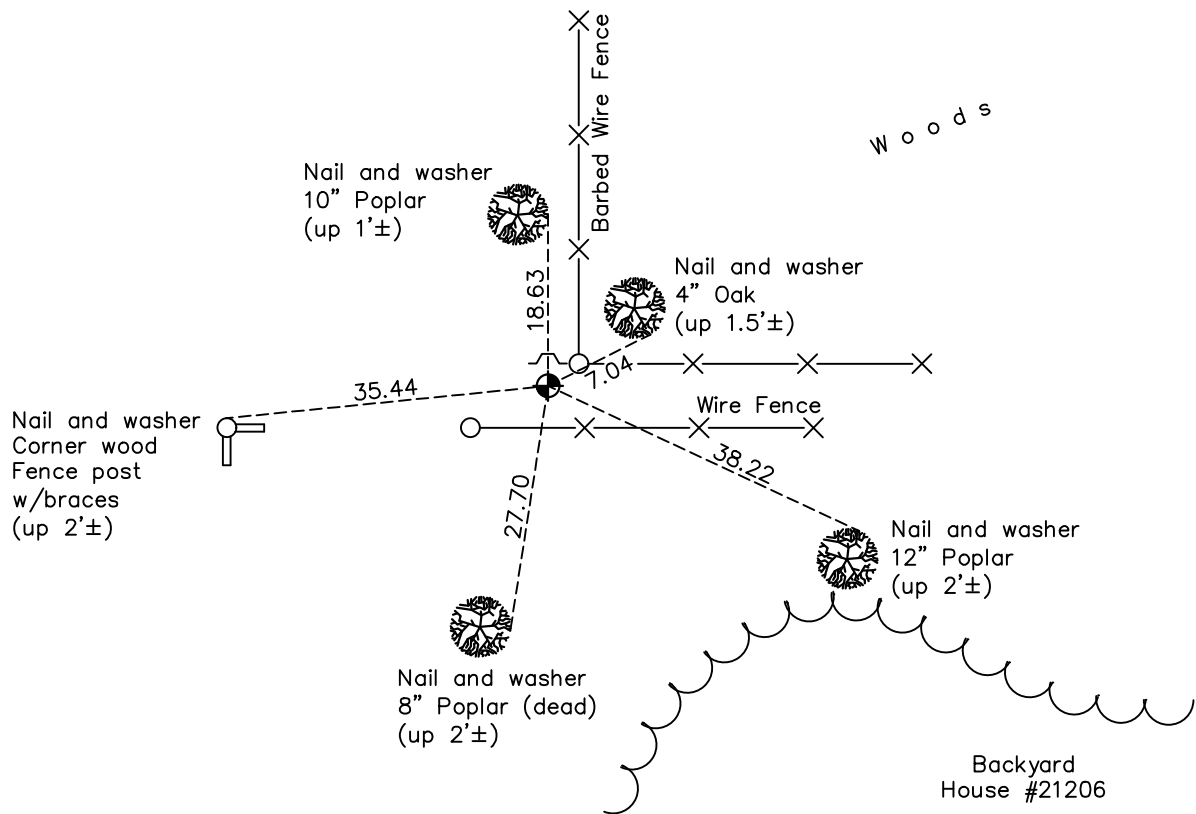 Barbed Wire Fence
Woods
Nail and washer
10" Poplar
(up 1'±)
Nail and washer
4" Oak
(up 1.5'±)
18.63
7.04
35.44
Wire Fence
Nail and washer
Corner wood
Fence post
w/braces
(up 2'±)
38.22
27.70
Nail and washer
12" Poplar
(up 2'±)
Nail and washer
8" Poplar (dead)
(up 2'±)
Backyard
House #21206